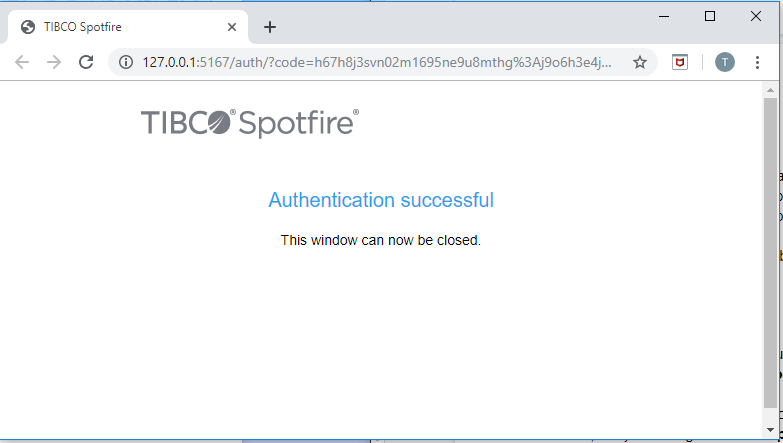 TIBCO Spotfire
127.0.0.1:5167/auth/?code=h67h8j3svn02m1695ne9u8mthg%3Aj9o6h3e4j...
T
TIBCO® Spotfire®
Authentication successful
This window can now be closed.